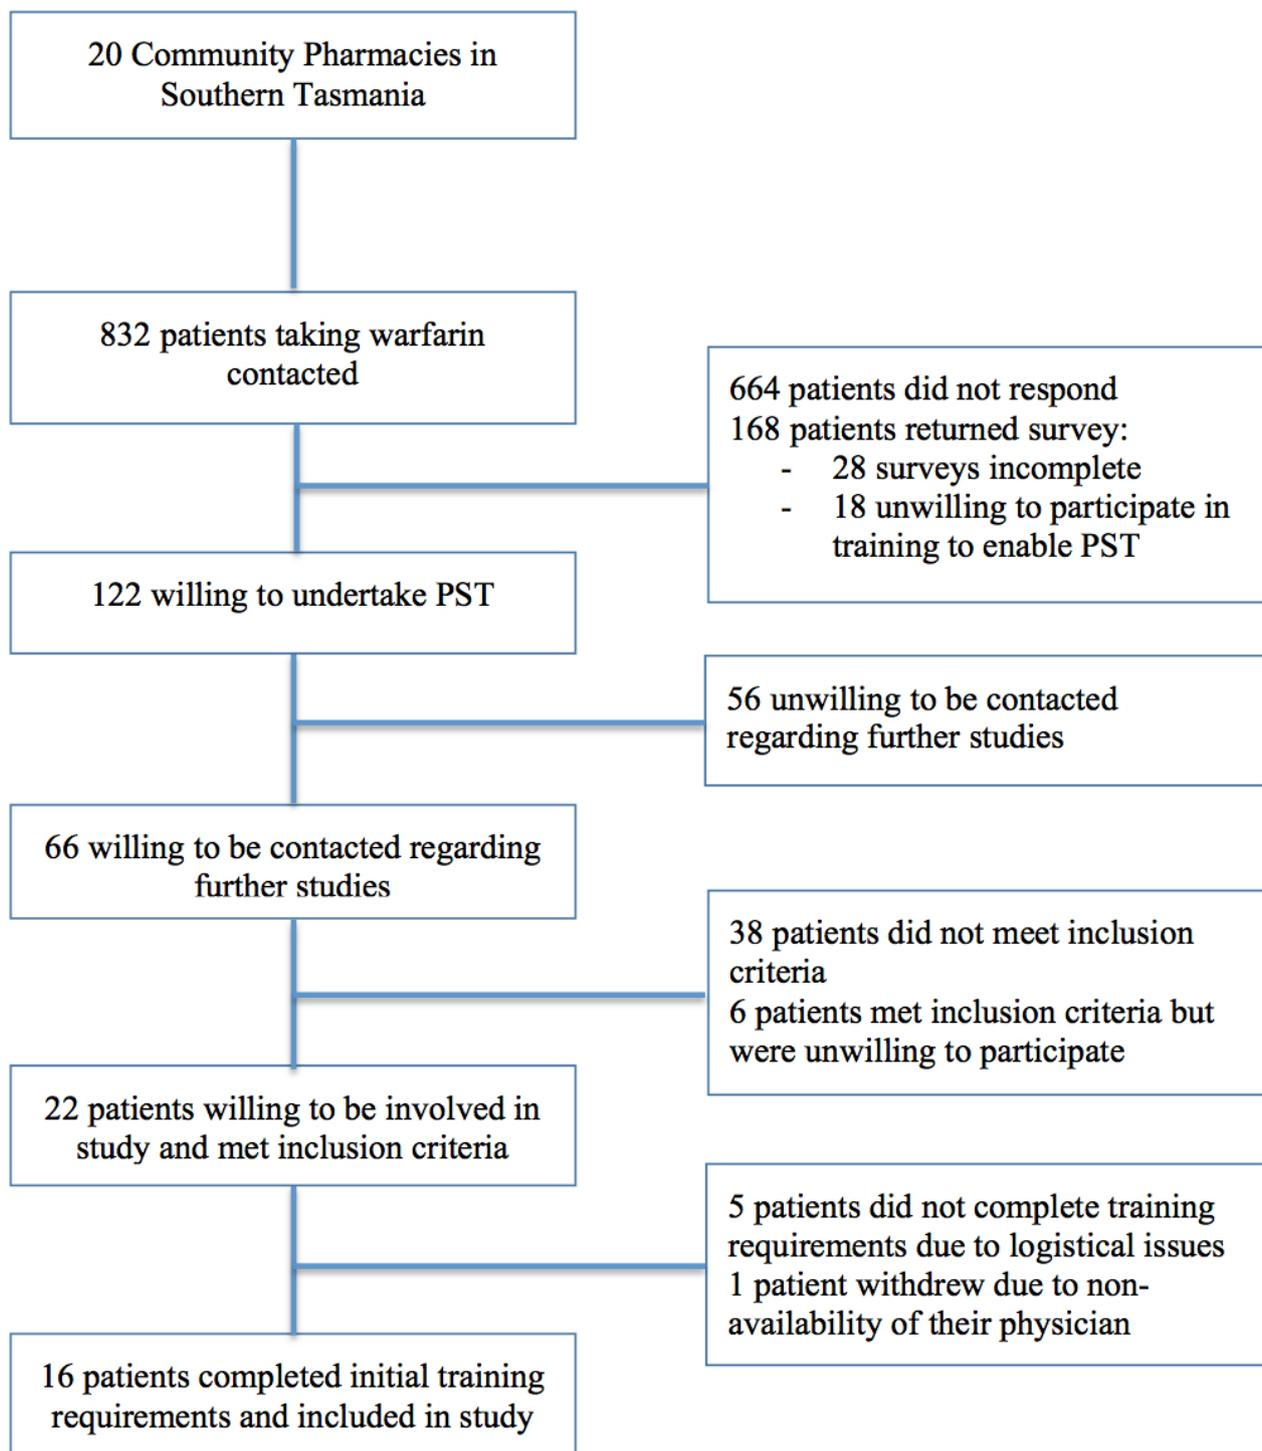 20 Community Pharmacies in
Southern Tasmania
832 patients taking warfarin
contacted
664 patients did not respond
168 patients returned survey:
- 28 surveys incomplete
- 18 unwilling to participate in
training to enable PST
122 willing to undertake PST
56 unwilling to be contacted
regarding further studies
66 willing to be contacted regarding
further studies
38 patients did not meet inclusion
criteria
6 patients met inclusion criteria but
were unwilling to participate
22 patients willing to be involved in
study and met inclusion criteria
5 patients did not complete training
requirements due to logistical issues
1 patient withdrew due to non-
availability of their physician
16 patients completed initial training
requirements and included in study